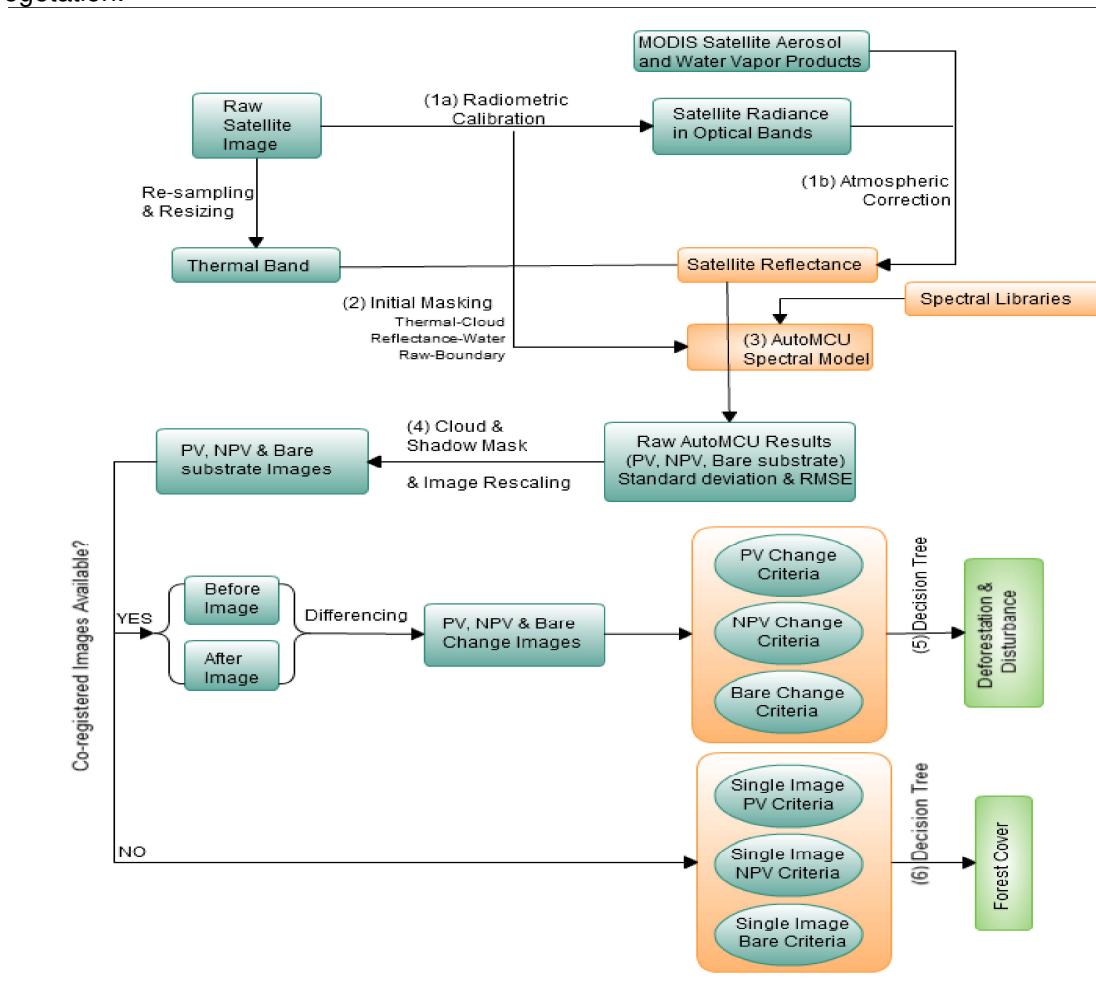 egetation.
MODIS Satellite Aerosol
and Water Vapor Products
Raw
Satellite
Image
(1a) Radiometric
Calibration
Satellite Radiance
in Optical Bands
Re-sampling
& Resizing
(1b) Atmospheric
Correction
Thermal Band
Satellite Reflectance
(2) Initial Masking
Thermal-Cloud
Reflectance-Water
Raw-Boundary
Spectral Libraries
(3) AutoMCU
Spectral Model
PV, NPV & Bare
substrate Images
(4) Cloud &
Shadow Mask
& Image Rescaling
Raw AutoMCU Results
(PV, NPV, Bare substrate)
Standard deviation & RMSE
Co-registered Images Available?
YES
Before
Image
After
Image
Differencing
PV, NPV & Bare
Change Images
PV Change
Criteria
NPV Change
Criteria
Bare Change
Criteria
(5) Decision Tree
Deforestation &
Disturbance
NO
Single Image
PV Criteria
Single Image
NPV Criteria
Single Image
Bare Criteria
(6) Decision Tree
Forest Cover